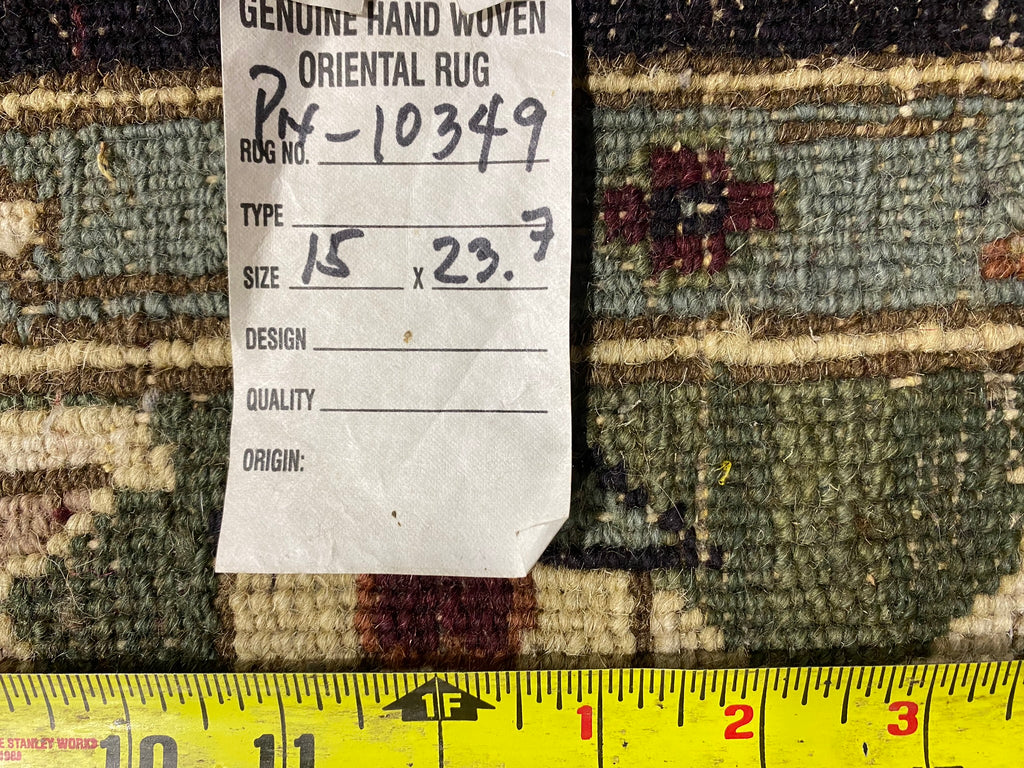 GENUINE HAND WOVEN
ORIENTAL RUG
RUG NO. PN-10349
TYPE
SIZE 15 X 23.7
DESIGN
QUALITY
ORIGIN:
10 11 1F 1 2 3
E STANLEY WORKS